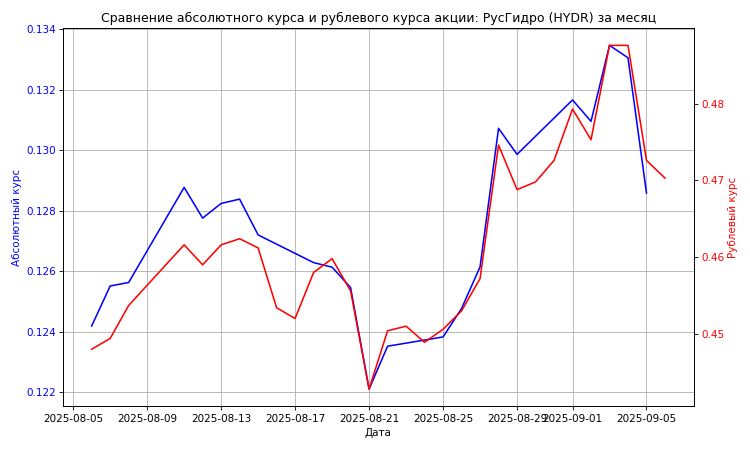 Сравнение абсолютного курса и рублевого курса акции: РусГидро (HYDR) за месяц
0.134
0.132
0.130
0.128
0.126
0.124
0.122
Абсолютный курс
0.48
0.47
0.46
0.45
Рублевый курс
2025-08-05 2025-08-09 2025-08-13 2025-08-17 2025-08-21 2025-08-25 2025-08-29 2025-09-01 2025-09-05
Дата